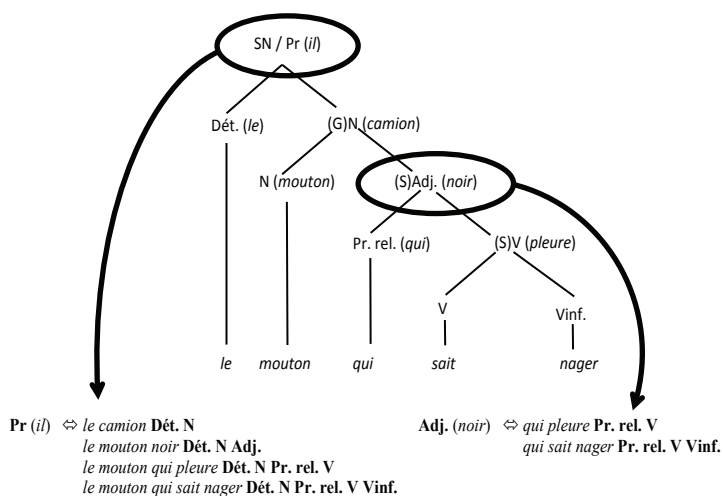 SN / Pr (il)
Dét. (le) (G)N (camion)
N (mouton) (S)Adj. (noir)
Pr. rel. (qui) (S)V (pleure)
V Vinf.
le mouton qui sait nager
Pr (il) ⇔ le camion Dét. N
le mouton noir Dét. N Adj.
le mouton qui pleure Dét. N Pr. rel. V
le mouton qui sait nager Dét. N Pr. rel. V Vinf.
Adj. (noir) ⇔ qui pleure Pr. rel. V
qui sait nager Pr. rel. V Vinf.